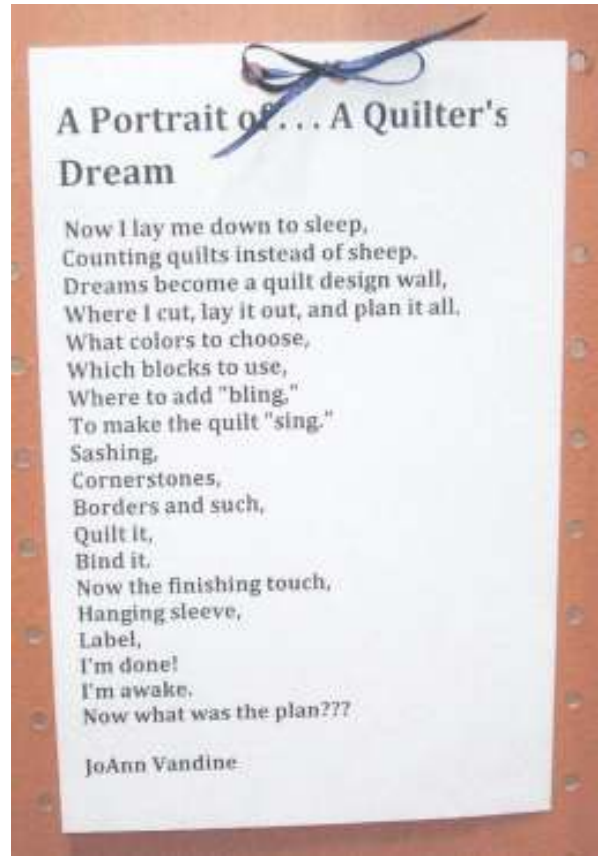 A Portrait of . . . A Quilter's
Dream
Now I lay me down to sleep,
Counting quilts instead of sheep.
Dreams become a quilt design wall,
Where I cut, lay it out, and plan it all.
What colors to choose,
Which blocks to use,
Where to add "bling,"
To make the quilt "sing."
Sashing,
Cornerstones,
Borders and such,
Quilt it,
Bind it.
Now the finishing touch,
Hanging sleeve,
Label,
I'm done!
I'm awake.
Now what was the plan???
JoAnn Vandine